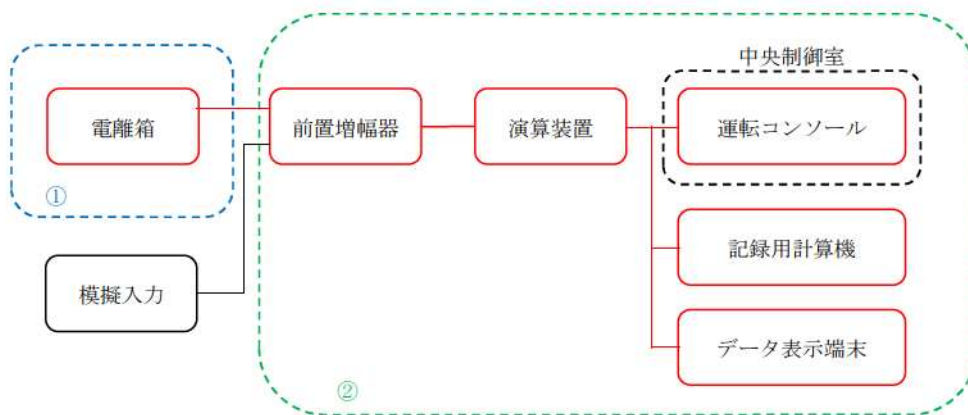 中央制御室
電離箱
前置増幅器
演算装置
運転コンソール
①
模擬入力
記録用計算機
データ表示端末
②